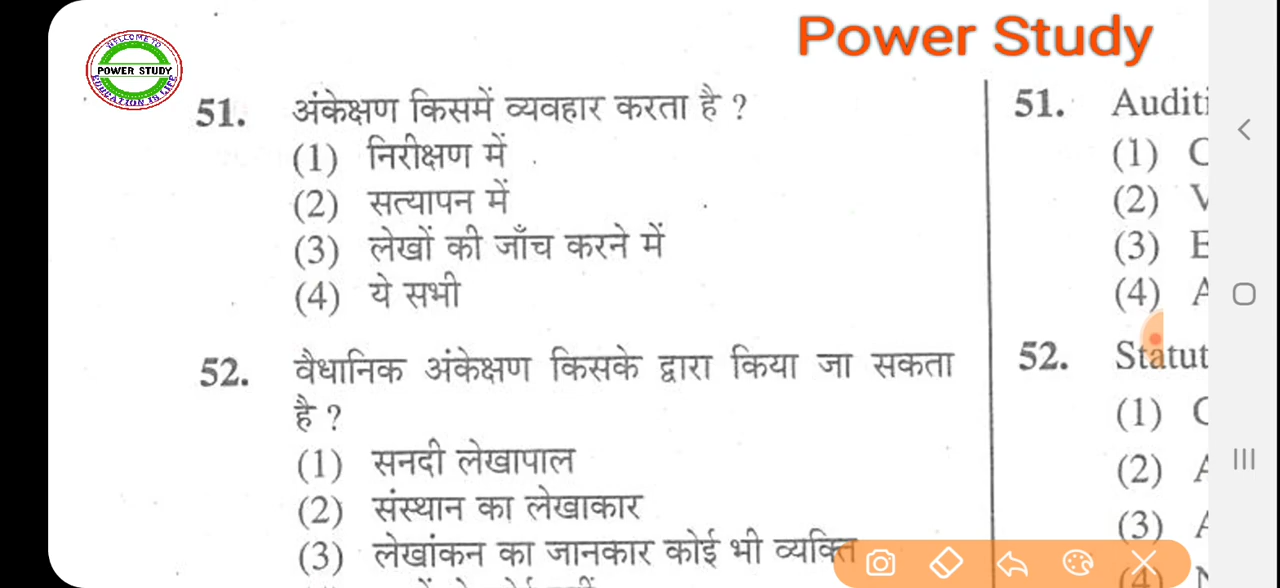 Power Study
WELLCOME TO
POWER STUDY
EDUCATION IS LIFE
51. अंकेक्षण किसमें व्यवहार करता है ?
(1) निरीक्षण में
(2) सत्यापन में
(3) लेखों की जाँच करने में
(4) ये सभी
52. वैधानिक अंकेक्षण किसके द्वारा किया जा सकता
है ?
(1) सनदी लेखापाल
(2) संस्थान का लेखाकार
(3) लेखांकन का जानकार कोई भी व्यक्ति
51. Auditi
(1) C
(2) V
(3) E
(4) A
52. Statut
(1) C
(2) A
(3) A
(4) N